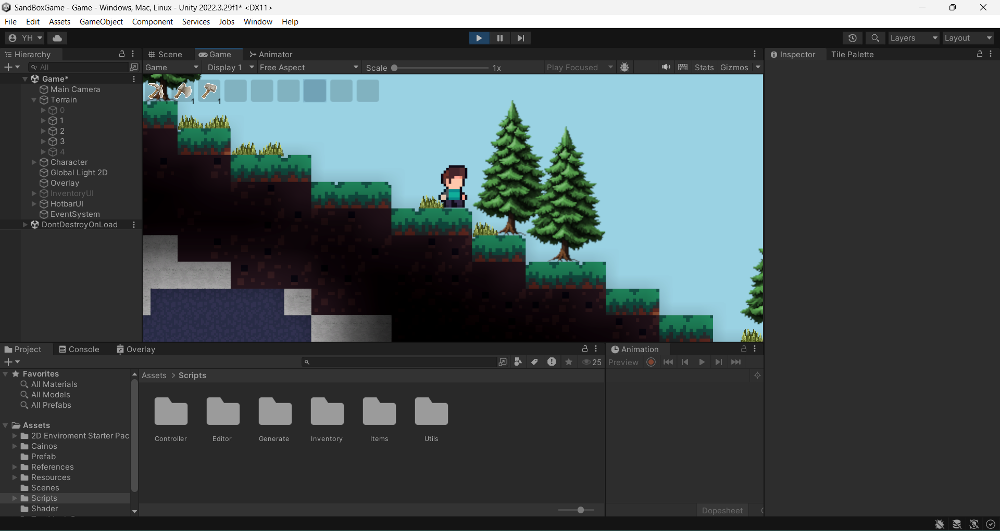 SandBoxGame - Game - Windows, Mac, Linux - Unity 2022.3.29f1* <DX11>
File Edit Assets GameObject Component Services Jobs Window Help
YH Layers Layout
Hierarchy
All
Game*
Main Camera
Terrain
0
1
2
3
4
Character
Global Light 2D
Overlay
InventoryUI
HotbarUI
EventSystem
DontDestroyOnLoad
Scene Game Animator
Game Display 1 Free Aspect Scale 1x Play Focused Stats Gizmos
1 1
Inspector Tile Palette
Project Console Overlay
25
Favorites
All Materials
All Models
All Prefabs
Assets
2D Enviroment Starter Pac
Cainos
Prefab
References
Resources
Scenes
Scripts
Shader
Assets > Scripts
Controller Editor Generate Inventory Items Utils
Animation
Preview
Dopesheet